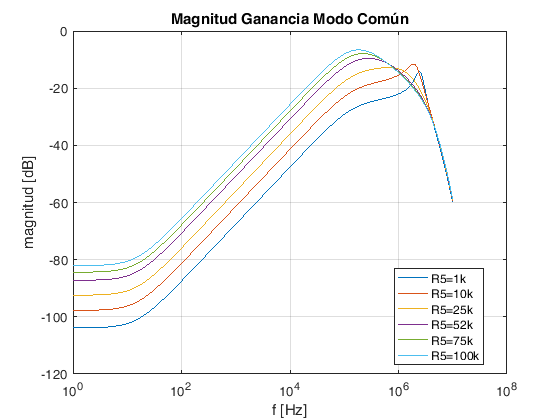 Magnitud Ganancia Modo Común
0
-20
-40
-60
-80
-100
-120
magnitud [dB]
10^0
10^2
10^4
10^6
10^8
f [Hz]
R5=1k
R5=10k
R5=25k
R5=52k
R5=75k
R5=100k